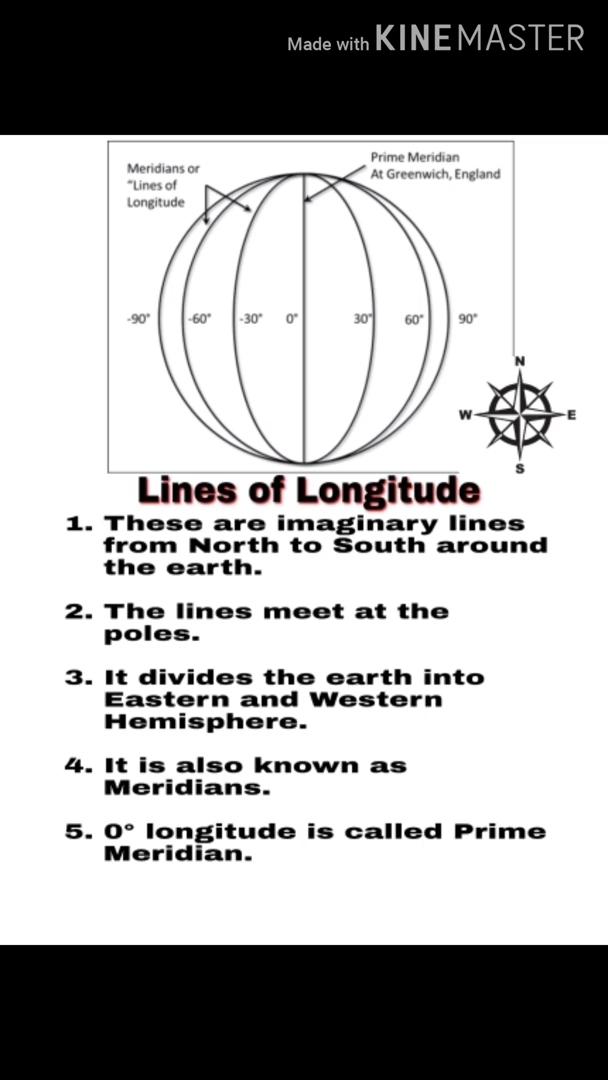 Made with KINEMASTER
Prime Meridian
At Greenwich, England
Meridians or
"Lines of
Longitude
-90° -60° -30° 0° 30° 60° 90°
N
W E
S
Lines of Longitude
1. These are imaginary lines
from North to South around
the earth.
2. The lines meet at the
poles.
3. It divides the earth into
Eastern and Western
Hemisphere.
4. It is also known as
Meridians.
5. 0° longitude is called Prime
Meridian.